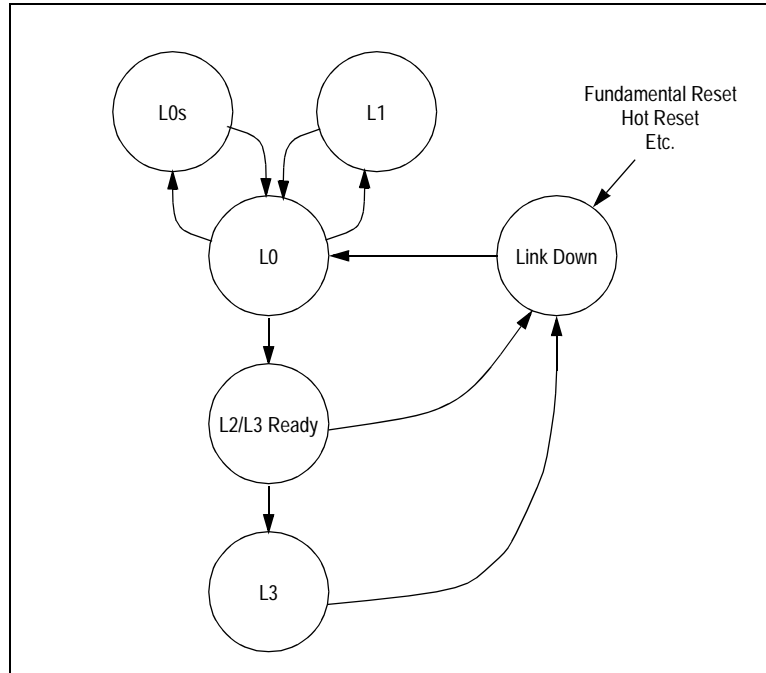 L0s
L1
Fundamental Reset
Hot Reset
Etc.
L0
Link Down
L2/L3 Ready
L3